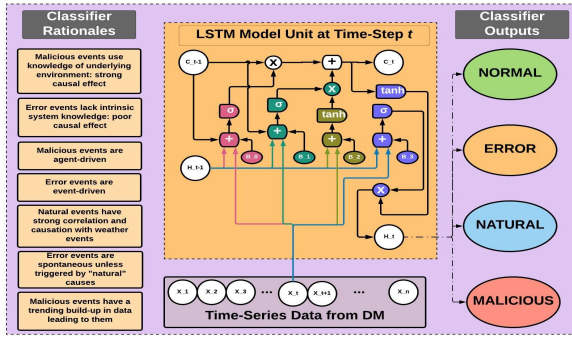 Classifier
Rationales
Malicious events use
knowledge of underlying
environment: strong
causal effect
Error events lack intrinsic
system knowledge: poor
causal effect
Malicious events are
agent-driven
Error events are
event-driven
Natural events have
strong correlation and
causation with weather
events
Error events are
spontaneous unless
triggered by "natural"
causes
Malicious events have a
trending build-up in data
leading to them
LSTM Model Unit at Time-Step t
C_t-1
x
+
C_t
x
tanh
σ
σ
tanh
σ
+
+
+
+
B_0
B_1
B_2
B_3
H_t-1
x
H_t
X_1
X_2
X_3
...
X_t
X_t+1
...
X_n
Time-Series Data from DM
Classifier
Outputs
NORMAL
ERROR
NATURAL
MALICIOUS